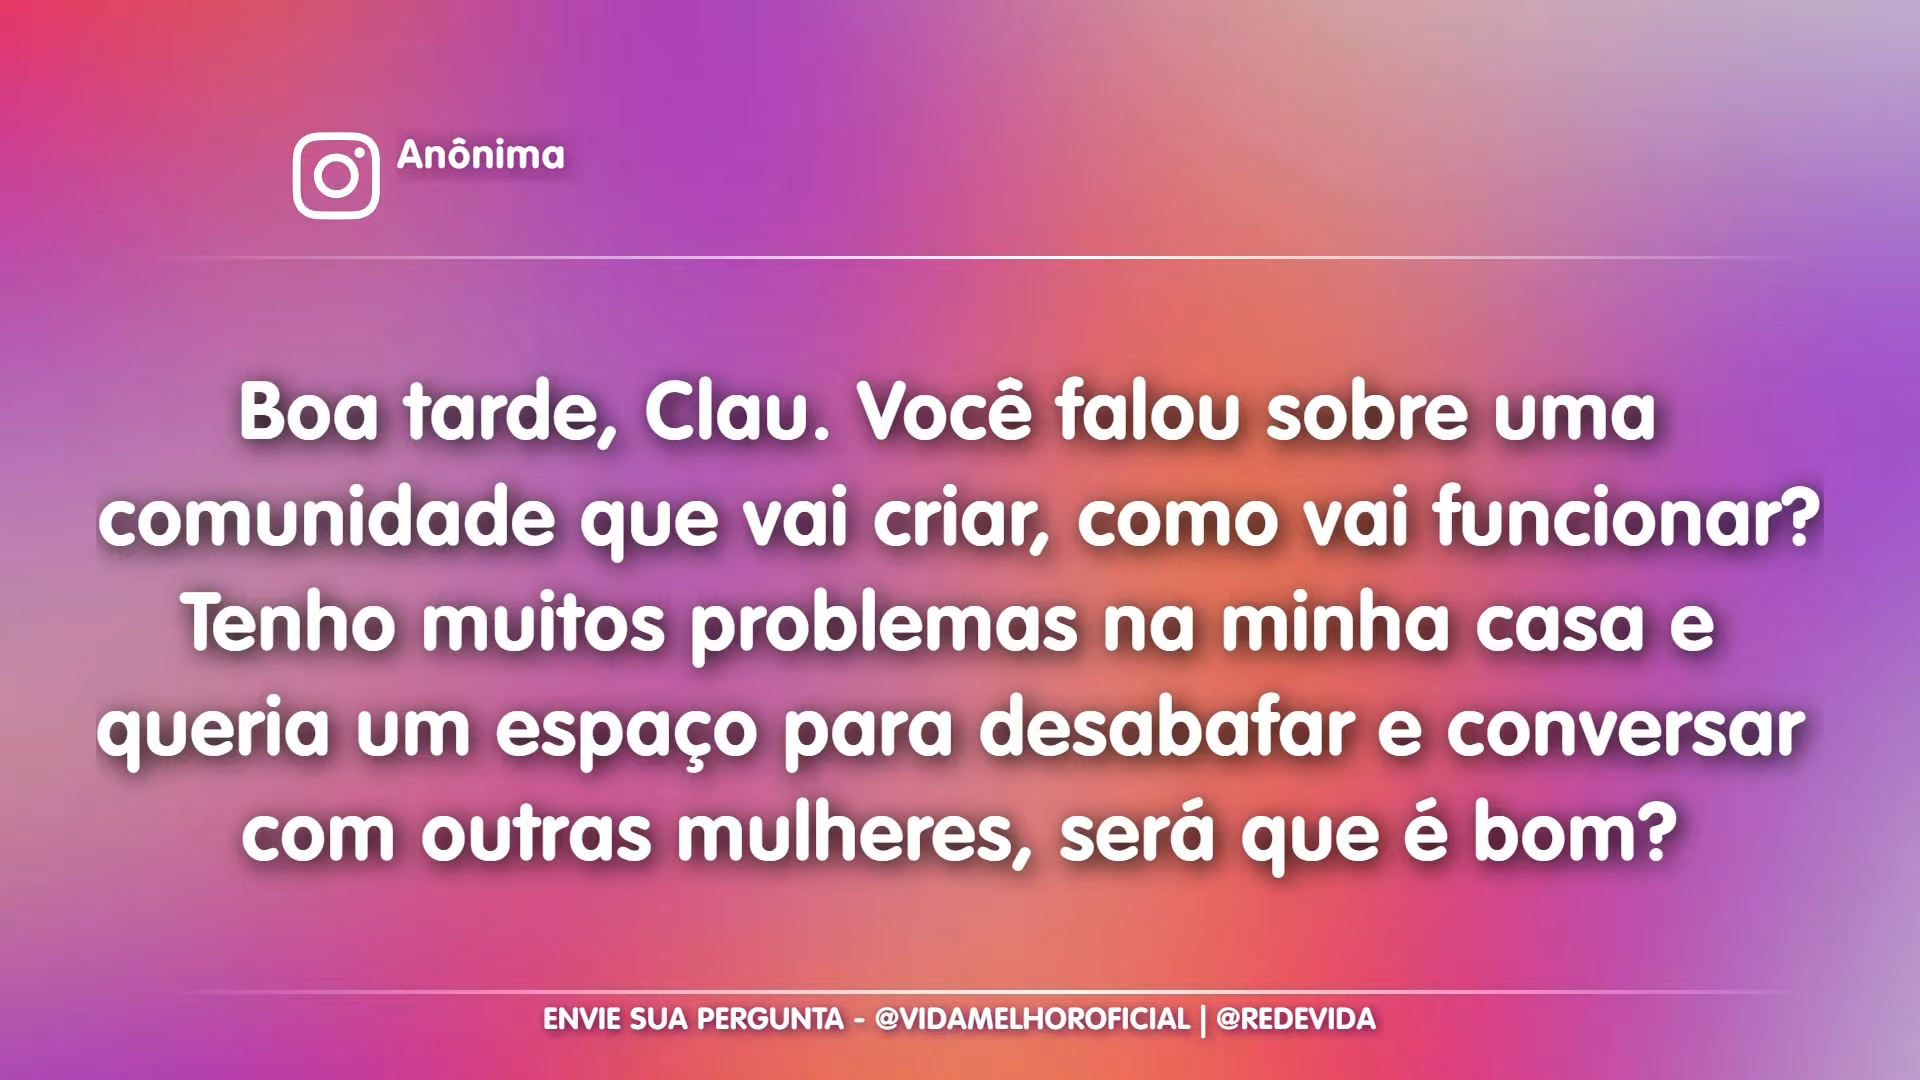 Anônima
Boa tarde, Clau. Você falou sobre uma
comunidade que vai criar, como vai funcionar?
Tenho muitos problemas na minha casa e
queria um espaço para desabafar e conversar
com outras mulheres, será que é bom?
ENVIE SUA PERGUNTA - @VIDAMELHOROFICIAL | @REDEVIDA